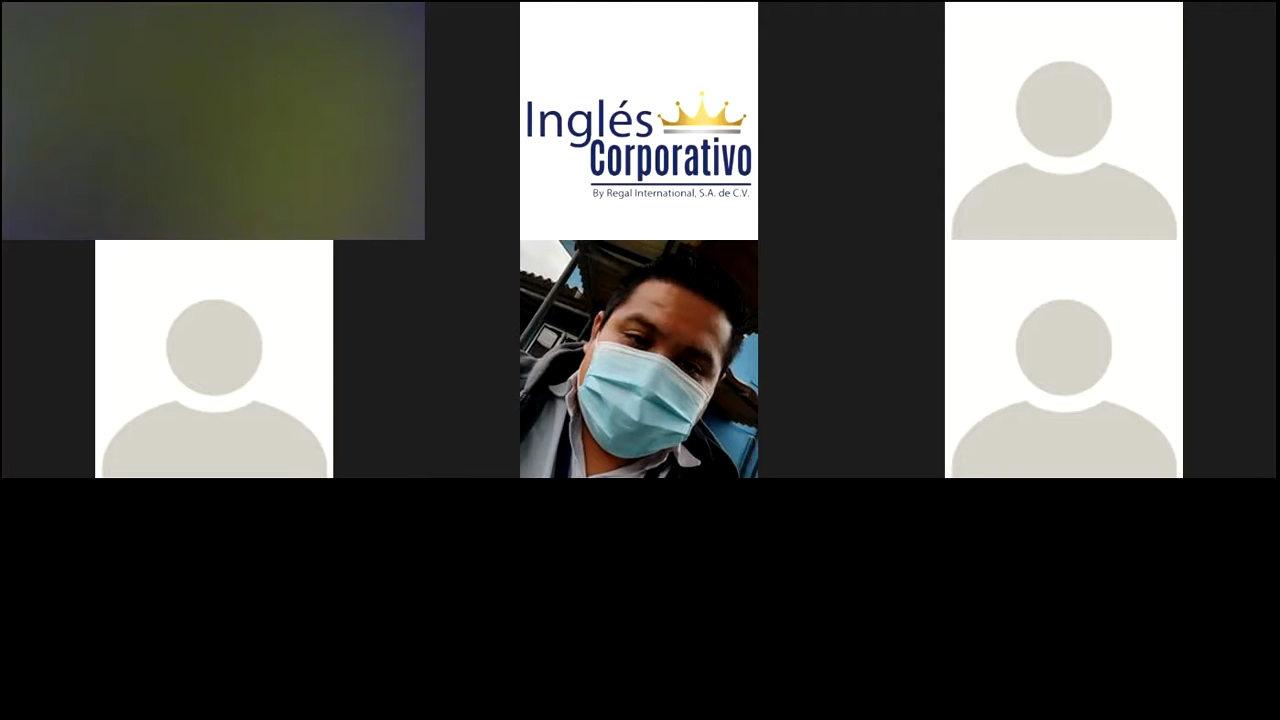 Inglés
Corporativo
By Regal International, S.A. de C.V.